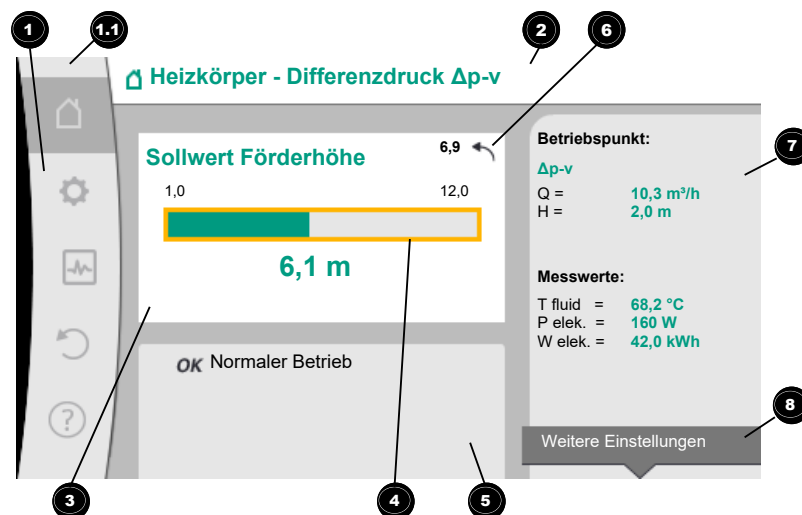 1
1.1
2
6
Heizkörper - Differenzdruck Δp-v
Sollwert Förderhöhe
6,9
1,0
12,0
6,1 m
OK Normaler Betrieb
Betriebspunkt:
Δp-v
Q = 10,3 m³/h
H = 2,0 m
Messwerte:
T fluid = 68,2 °C
P elek. = 160 W
W elek. = 42,0 kWh
Weitere Einstellungen
7
8
?
3
4
5